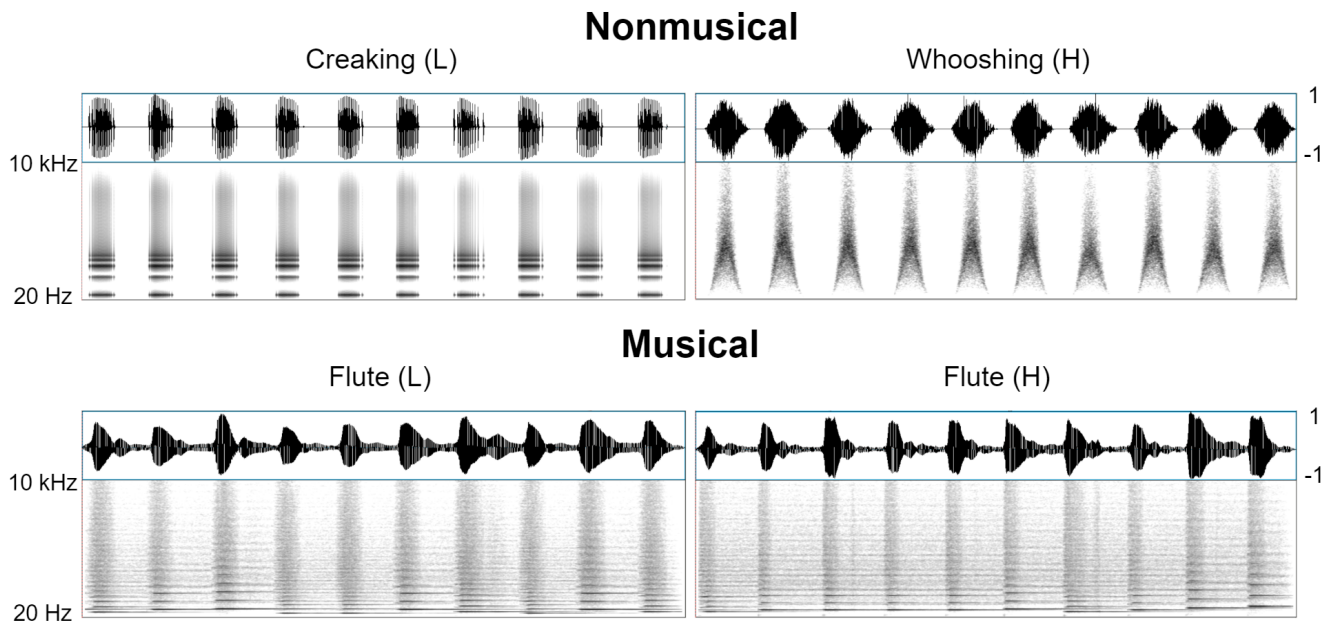 Nonmusical
Creaking (L)
Whooshing (H)
1
10 kHz
-1
20 Hz
Musical
Flute (L)
Flute (H)
1
10 kHz
-1
20 Hz